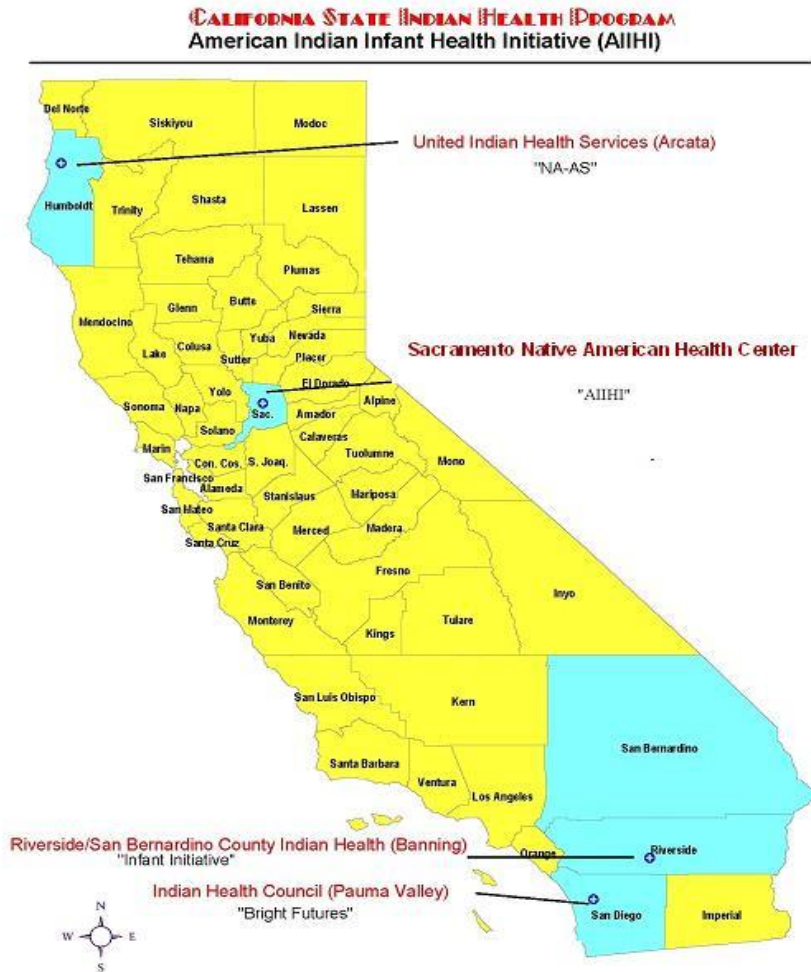 CALIFORNIA STATE INDIAN HEALTH PROGRAM
American Indian Infant Health Initiative (AIIHI)
Del Norte
Siskiyou
Modoc
United Indian Health Services (Arcata)
"NA-AS"
Humboldt
Trinity
Shasta
Lassen
Tehama
Plumas
Mendocino
Glenn
Butte
Sierra
Lake
Colusa
Yuba
Nevada
Sutter
Placer
Sacramento Native American Health Center
"AIIHI"
El Dorado
Yolo
Sonoma
Napa
Sac.
Alpine
Amador
Solano
Calaveras
Marin
Tuolumne
Mono
Con. Cos.
S. Joaq.
San Francisco
Alameda
Stanislaus
Mariposa
San Mateo
Santa Clara
Merced
Madera
Santa Cruz
Fresno
San Benito
Inyo
Monterey
Kings
Tulare
San Luis Obispo
Kern
San Bernardino
Santa Barbara
Ventura
Los Angeles
Riverside/San Bernardino County Indian Health (Banning)
"Infant Initiative"
Orange
Riverside
Indian Health Council (Pauma Valley)
"Bright Futures"
San Diego
Imperial
N
W E
S